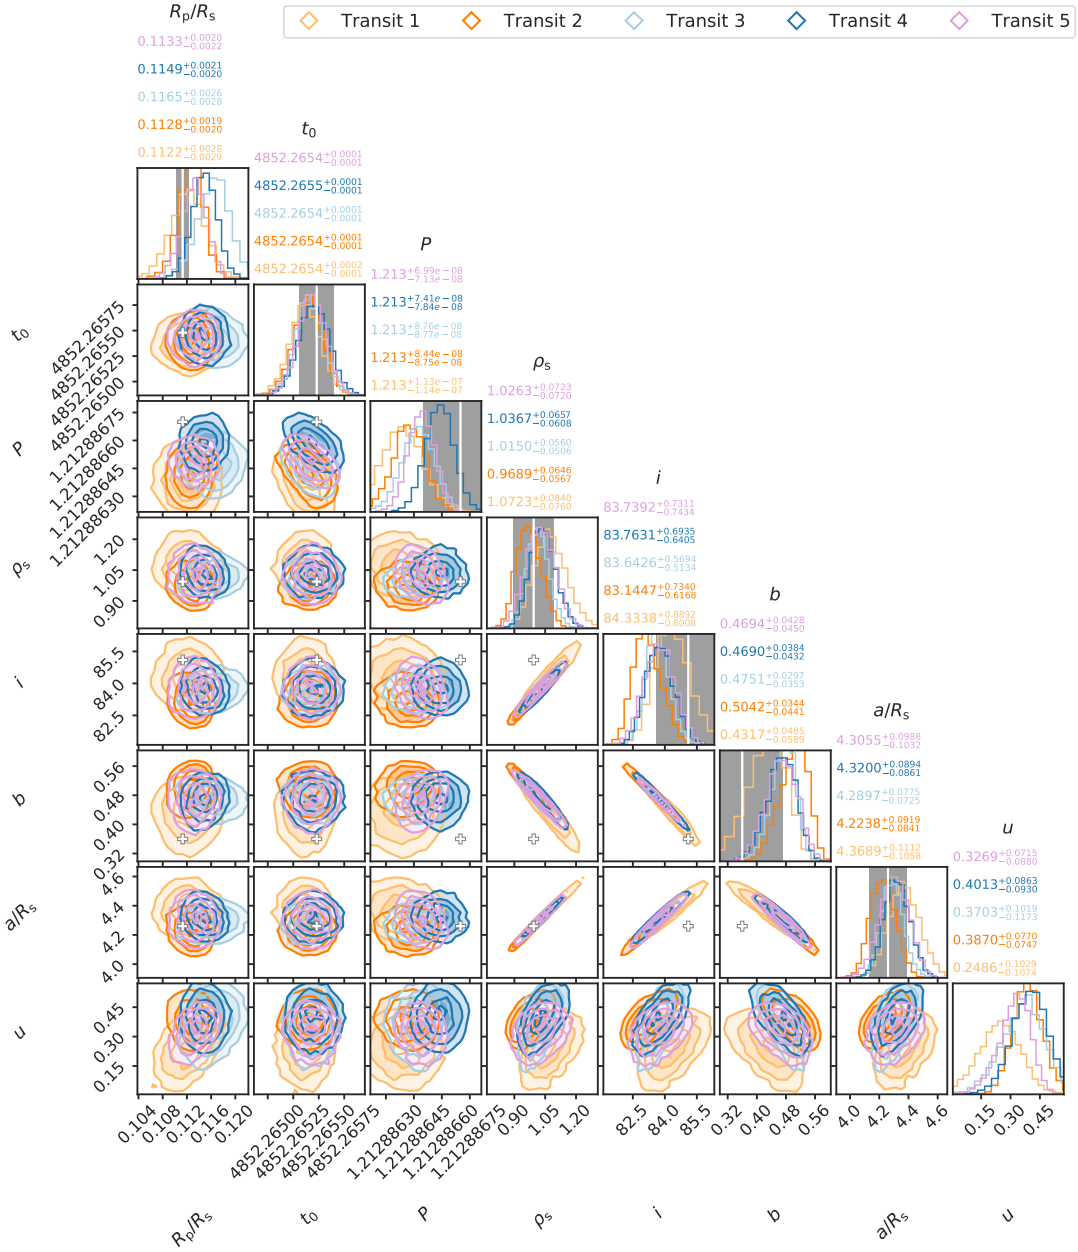 R_p/R_s
Transit 1 Transit 2 Transit 3 Transit 4 Transit 5
0.1133^{+0.0020}_{−0.0022}
0.1149^{+0.0021}_{−0.0020}
0.1165^{+0.0026}_{−0.0028}
0.1128^{+0.0019}_{−0.0020}
0.1122^{+0.0028}_{−0.0029}
t_0
4852.2654^{+0.0001}_{−0.0001}
4852.2655^{+0.0001}_{−0.0001}
4852.2654^{+0.0001}_{−0.0001}
4852.2654^{+0.0001}_{−0.0001}
4852.2654^{+0.0002}_{−0.0001}
P
1.213^{+6.99e−08}_{−7.13e−08}
1.213^{+7.41e−08}_{−7.84e−08}
1.213^{+8.76e−08}_{−8.77e−08}
1.213^{+8.44e−08}_{−8.75e−08}
1.213^{+1.13e−07}_{−1.14e−07}
ρ_s
1.0263^{+0.0723}_{−0.0720}
1.0367^{+0.0657}_{−0.0608}
1.0150^{+0.0560}_{−0.0506}
0.9689^{+0.0646}_{−0.0567}
1.0723^{+0.0840}_{−0.0760}
i
83.7392^{+0.7311}_{−0.7434}
83.7631^{+0.6935}_{−0.6405}
83.6426^{+0.5694}_{−0.5134}
83.1447^{+0.7340}_{−0.6168}
84.3338^{+0.8892}_{−0.8008}
b
0.4694^{+0.0428}_{−0.0450}
0.4690^{+0.0384}_{−0.0432}
0.4751^{+0.0297}_{−0.0353}
0.5042^{+0.0344}_{−0.0441}
0.4317^{+0.0485}_{−0.0589}
a/R_s
4.3055^{+0.0988}_{−0.1032}
4.3200^{+0.0894}_{−0.0861}
4.2897^{+0.0775}_{−0.0725}
4.2238^{+0.0919}_{−0.0841}
4.3689^{+0.1112}_{−0.1058}
u
0.3269^{+0.0715}_{−0.0880}
0.4013^{+0.0863}_{−0.0930}
0.3703^{+0.1019}_{−0.1173}
0.3870^{+0.0770}_{−0.0747}
0.2486^{+0.1029}_{−0.1074}
t_0
4852.26575
4852.26550
4852.26525
4852.26500
P
1.21288675
1.21288660
1.21288645
1.21288630
ρ_s
1.20
1.05
0.90
i
85.5
84.0
82.5
b
0.56
0.48
0.40
0.32
a/R_s
4.6
4.4
4.2
4.0
u
0.45
0.30
0.15
0.104 0.108 0.112 0.116 0.120
4852.26500 4852.26525 4852.26550 4852.26575
1.21288630 1.21288645 1.21288660 1.21288675
0.90 1.05 1.20
82.5 84.0 85.5
0.32 0.40 0.48 0.56
4.0 4.2 4.4 4.6
0.15 0.30 0.45
R_p/R_s t_0 P ρ_s i b a/R_s u